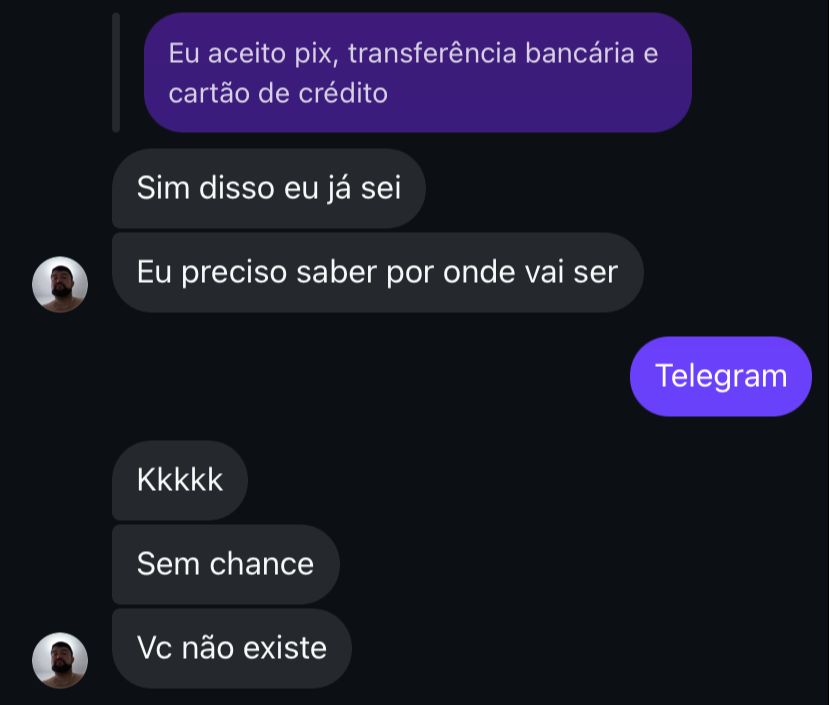 Eu aceito pix, transferência bancária e
cartão de crédito
Sim disso eu já sei
Eu preciso saber por onde vai ser
Telegram
Kkkkk
Sem chance
Vc não existe